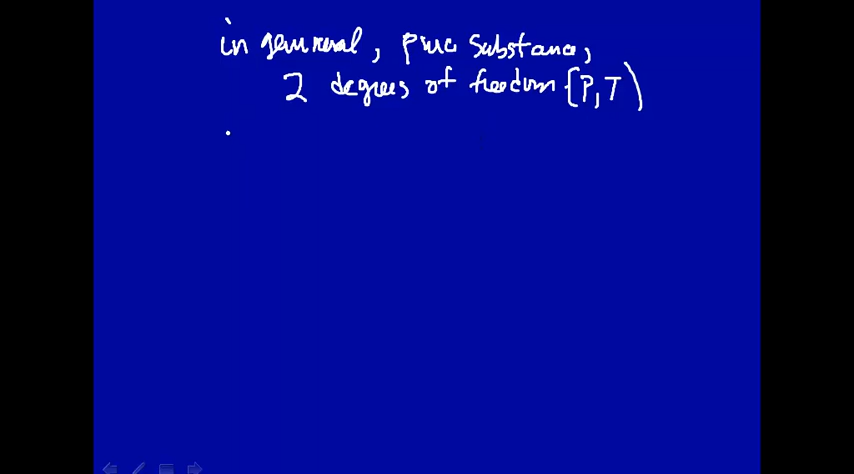 in general, pure substance,
2 degrees of freedom (P, T)